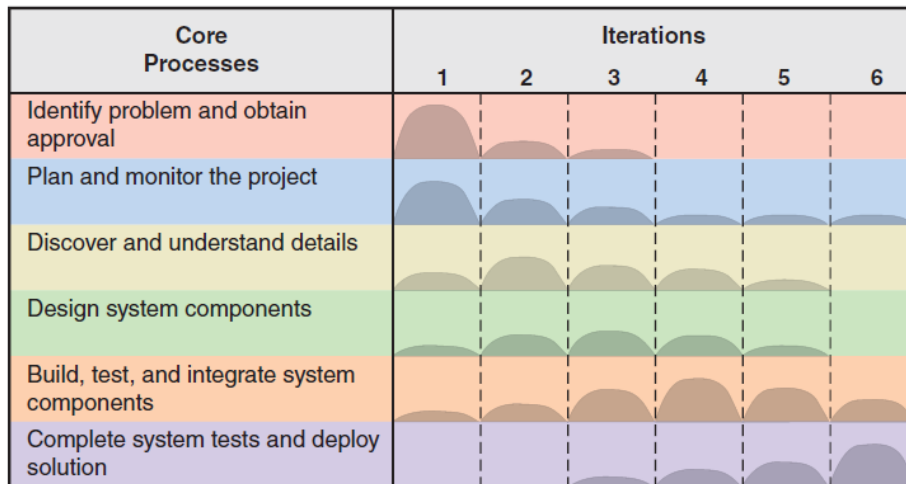 Core
Processes
Iterations
1 2 3 4 5 6
Identify problem and obtain
approval
Plan and monitor the project
Discover and understand details
Design system components
Build, test, and integrate system
components
Complete system tests and deploy
solution